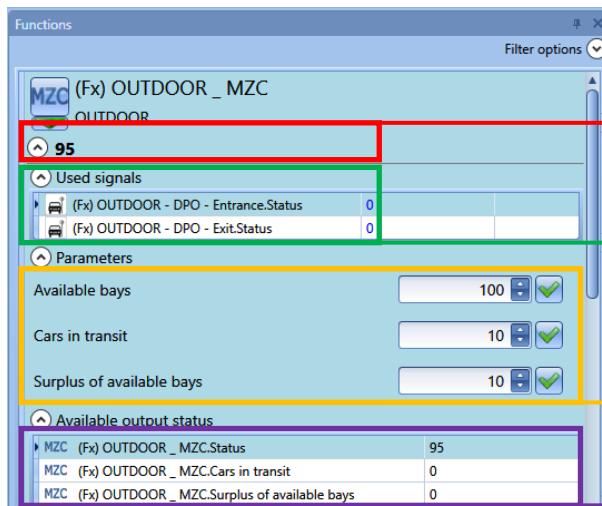 Functions
Filter options
MZC (Fx) OUTDOOR _ MZC
OUTDOOR
95
Used signals
(Fx) OUTDOOR - DPO - Entrance.Status 0
(Fx) OUTDOOR - DPO - Exit.Status 0
Parameters
Available bays 100
Cars in transit 10
Surplus of available bays 10
Available output status
MZC (Fx) OUTDOOR _ MZC.Status 95
MZC (Fx) OUTDOOR _ MZC.Cars in transit 0
MZC (Fx) OUTDOOR _ MZC.Surplus of available bays 0